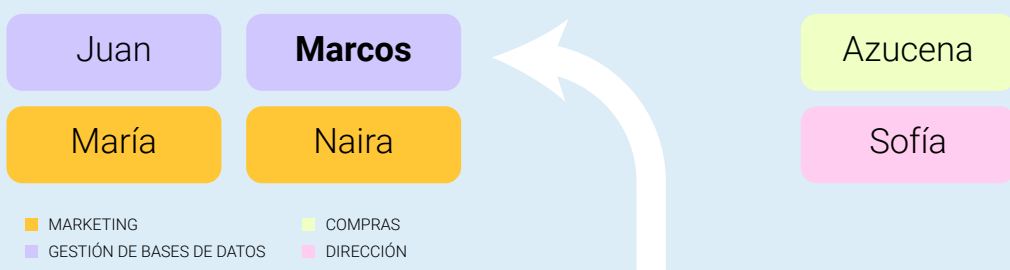 Juan
Marcos
Azucena
María
Naira
Sofía
MARKETING
COMPRAS
GESTIÓN DE BASES DE DATOS
DIRECCIÓN